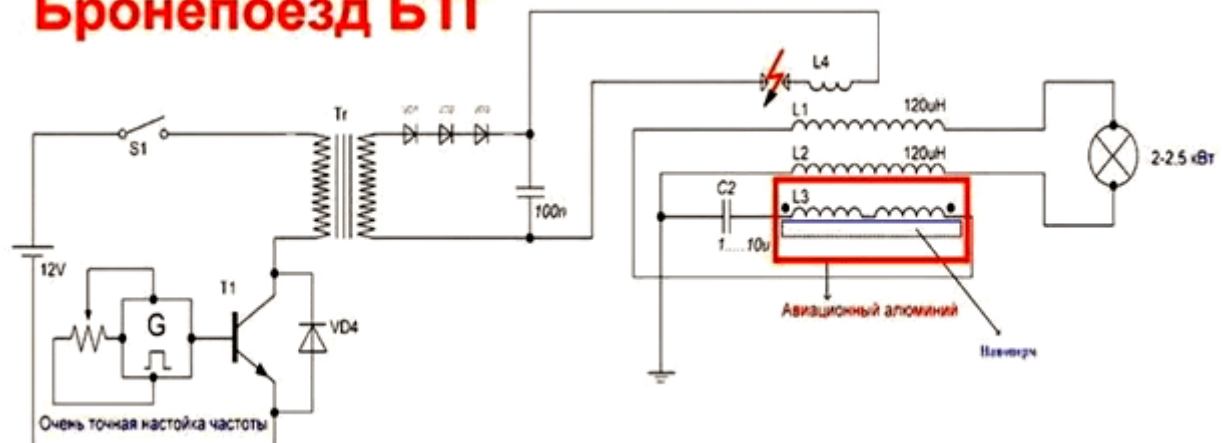 Бронепоезд БТГ
L4
Tr
L1
120uH
S1
L2
120uH
2-2.5 кВт
C2
L3
100n
1.....10u
12V
T1
Авиационный алюминий
G
VD4
Очень точная настойка частоты